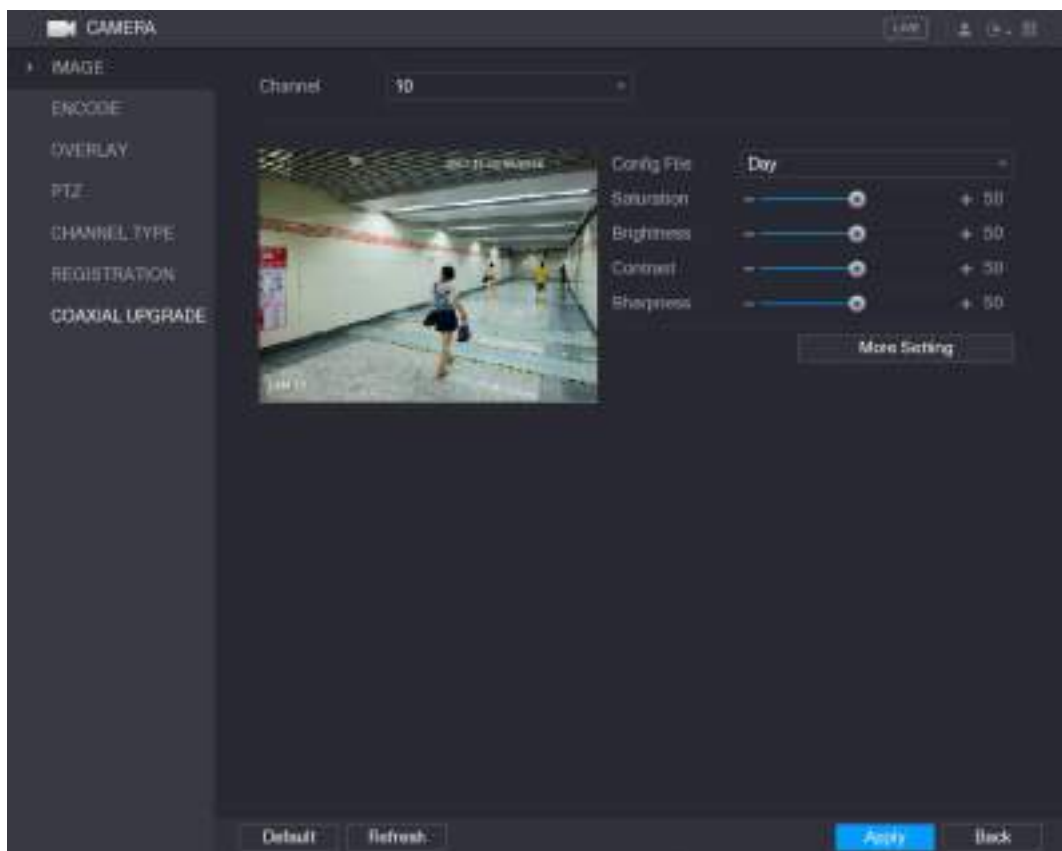 CAMERA
LIVE
IMAGE
ENCODE
OVERLAY
PTZ
CHANNEL TYPE
REGISTRATION
COAXIAL UPGRADE
Channel 10
Config File Day
Saturation - + 50
Brightness - + 50
Contrast - + 50
Sharpness - + 50
More Setting
Default Refresh Apply Back